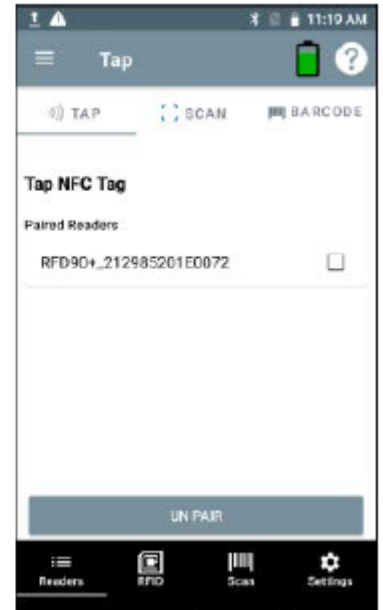 11:19 AM
Tap
?
TAP SCAN BARCODE
Tap NFC Tag
Paired Readers
RFD90+_212985201E0072
UN PAIR
Readers RFID Scan Settings